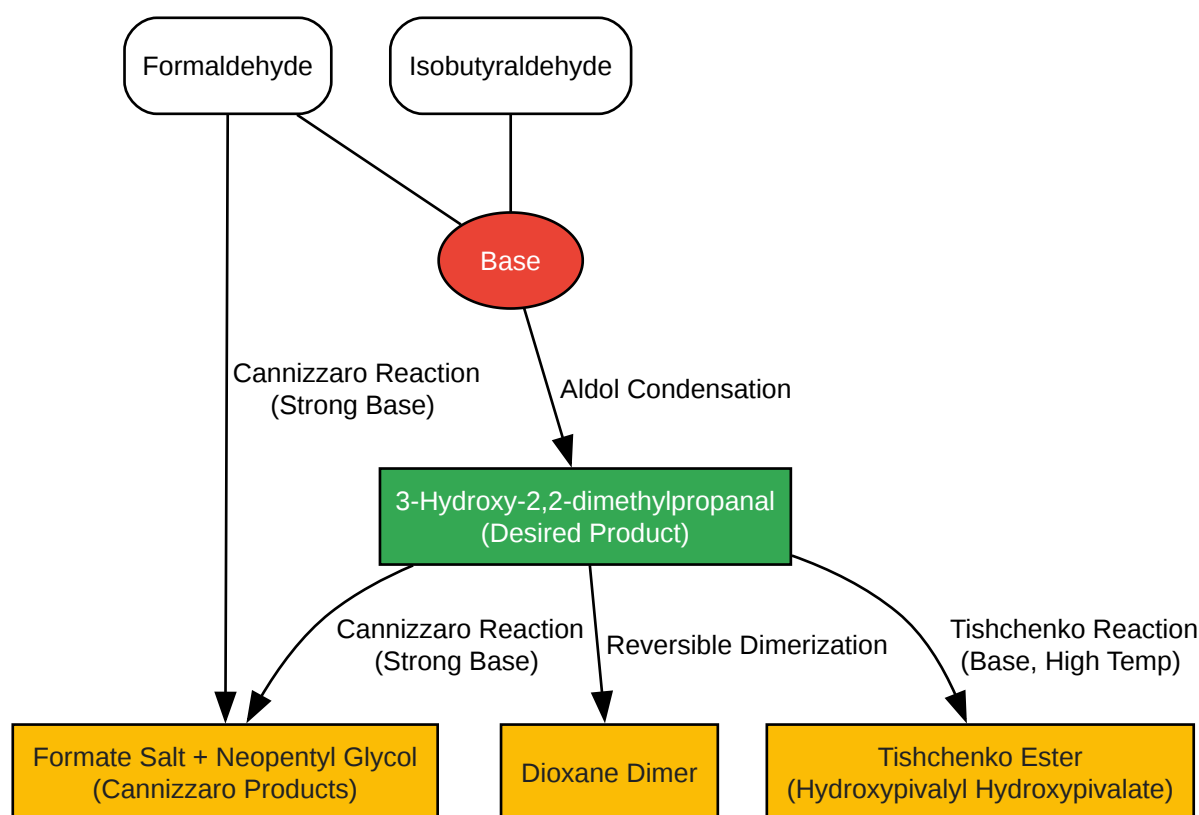 Formaldehyde
Isobutyraldehyde
Base
Cannizzaro Reaction
(Strong Base)
Aldol Condensation
3-Hydroxy-2,2-dimethylpropanal
(Desired Product)
Cannizzaro Reaction
(Strong Base)
Reversible Dimerization
Tishchenko Reaction
(Base, High Temp)
Formate Salt + Neopentyl Glycol
(Cannizzaro Products)
Dioxane Dimer
Tishchenko Ester
(Hydroxypivalyl Hydroxypivalate)